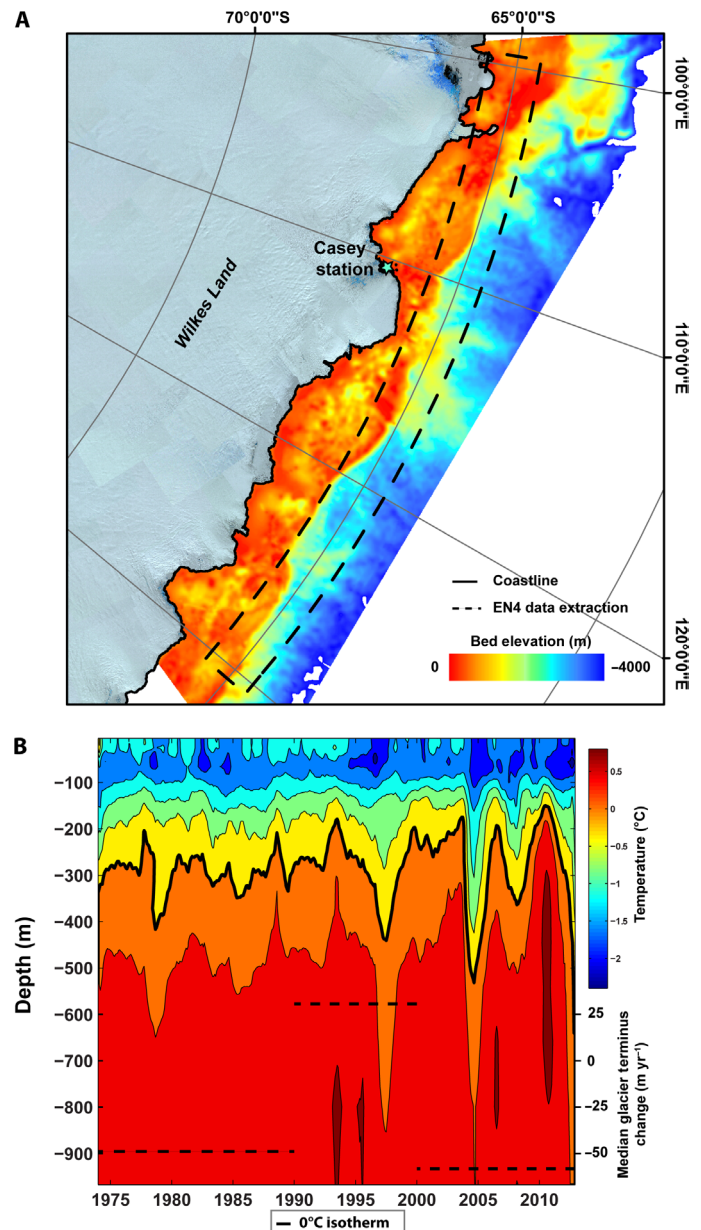 A
70°0'0"S
65°0'0"S
100°0'0"E
Casey
station
Wilkes Land
110°0'0"E
Coastline
EN4 data extraction
Bed elevation (m)
0
−4000
120°0'0"E
B
−100
−200
−300
−400
−500
−600
−700
−800
−900
Depth (m)
0.5
0
−0.5
−1
−1.5
−2
Temperature (°C)
25
0
−25
−50
Median glacier terminus
change (m yr⁻¹)
1975
1980
1985
1990
1995
2000
2005
2010
0°C isotherm